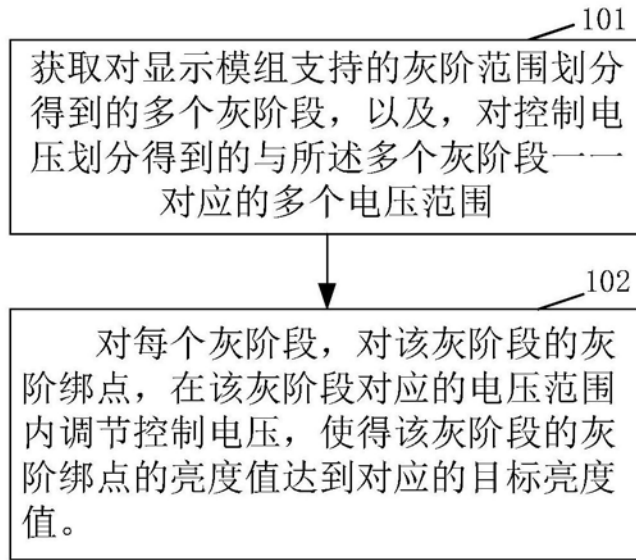 101
获取对显示模组支持的灰阶范围划分
得到的多个灰阶段，以及，对控制电
压划分得到的与所述多个灰阶段一一
对应的多个电压范围
102
对每个灰阶段，对该灰阶段的灰
阶绑点，在该灰阶段对应的电压范围
内调节控制电压，使得该灰阶段的灰
阶绑点的亮度值达到对应的目标亮度
值。